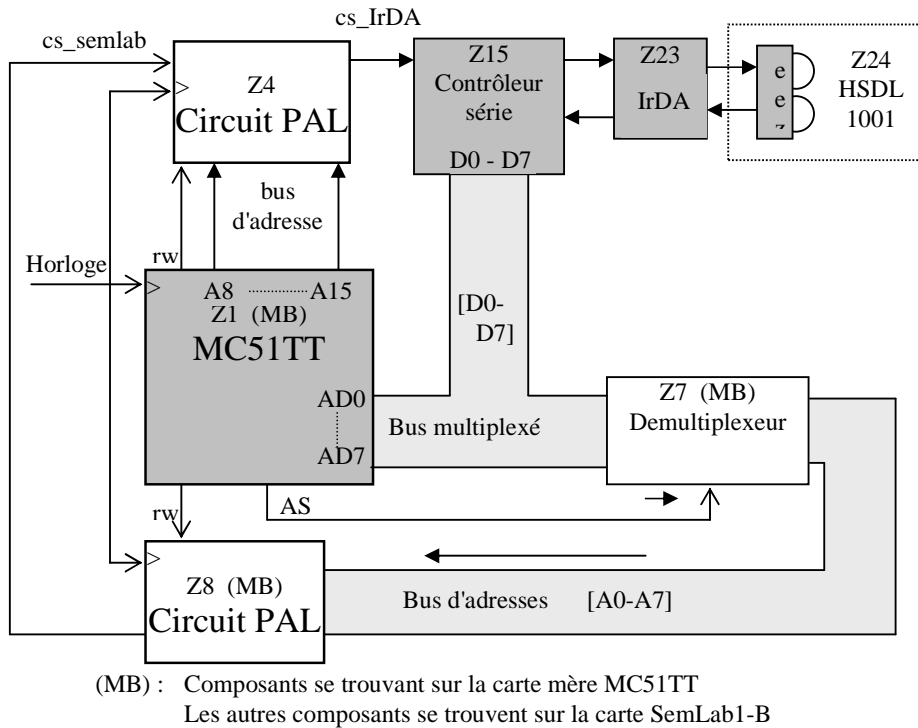 cs_IrDA
cs_semlab
Z4
Circuit PAL
Z15
Contrôleur
série
D0 - D7
Z23
IrDA
e
e
z
Z24
HSDL
1001
bus
d'adresse
rw
Horloge
A8 A15
Z1 (MB)
MC51TT
AD0
AD7
[D0-
D7]
Bus multiplexé
Z7 (MB)
Demultiplexeur
AS
rw
Z8 (MB)
Circuit PAL
Bus d'adresses [A0-A7]
(MB) : Composants se trouvant sur la carte mère MC51TT
Les autres composants se trouvent sur la carte SemLab1-B